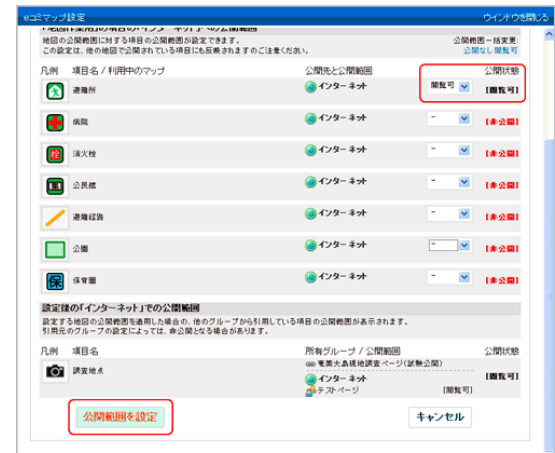 eコミマップ設定 ウインドウを閉じる
地図の公開範囲に対する項目の公開範囲が設定できます。
この設定は、他の地図で公開されている項目にも反映されますのご注意ください。
公開範囲一括変更
公開なし 閲覧可
凡例 項目名 / 利用中のマップ 公開先と公開範囲 公開状態
避難所 インターネット 閲覧可 [閲覧可]
病院 インターネット - [非公開]
消火栓 インターネット - [非公開]
公民館 インターネット - [非公開]
避難経路 インターネット - [非公開]
公園 インターネット - [非公開]
保育園 インターネット - [非公開]
設定後の「インターネット」での公開範囲
設定する地図の公開範囲を適用した場合の、他のグループから引用している項目の公開範囲が表示されます。
引用元のグループの設定によっては、非公開となる場合があります。
凡例 項目名 所有グループ / 公開範囲 公開状態
調査地点 奄美大島現地調査ページ(試験公開)
インターネット [閲覧可]
テストページ [閲覧可]
公開範囲を設定 キャンセル